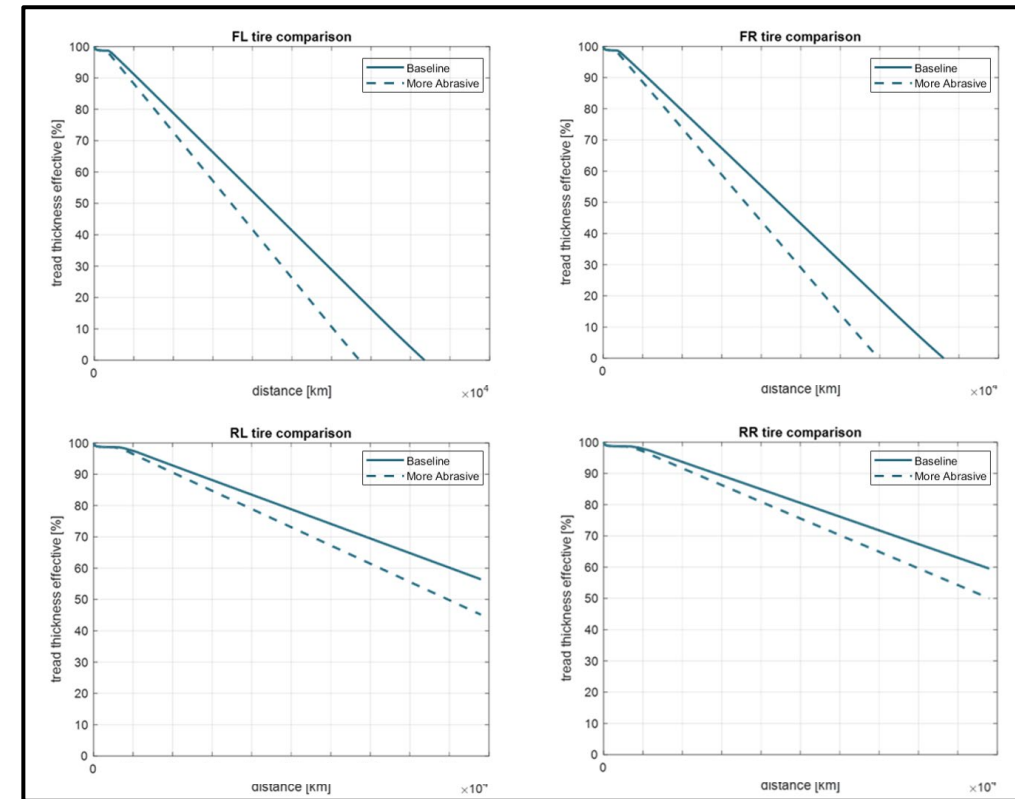 FL tire comparison
100
90
80
70
60
50
40
30
20
10
0
tread thickness effective [%]
Baseline
More Abrasive
0
distance [km]
×10⁴
FR tire comparison
100
90
80
70
60
50
40
30
20
10
0
tread thickness effective [%]
Baseline
More Abrasive
0
distance [km]
RL tire comparison
100
90
80
70
60
50
40
30
20
10
0
tread thickness effective [%]
Baseline
More Abrasive
0
distance [km]
RR tire comparison
100
90
80
70
60
50
40
30
20
10
0
tread thickness effective [%]
Baseline
More Abrasive
0
distance [km]